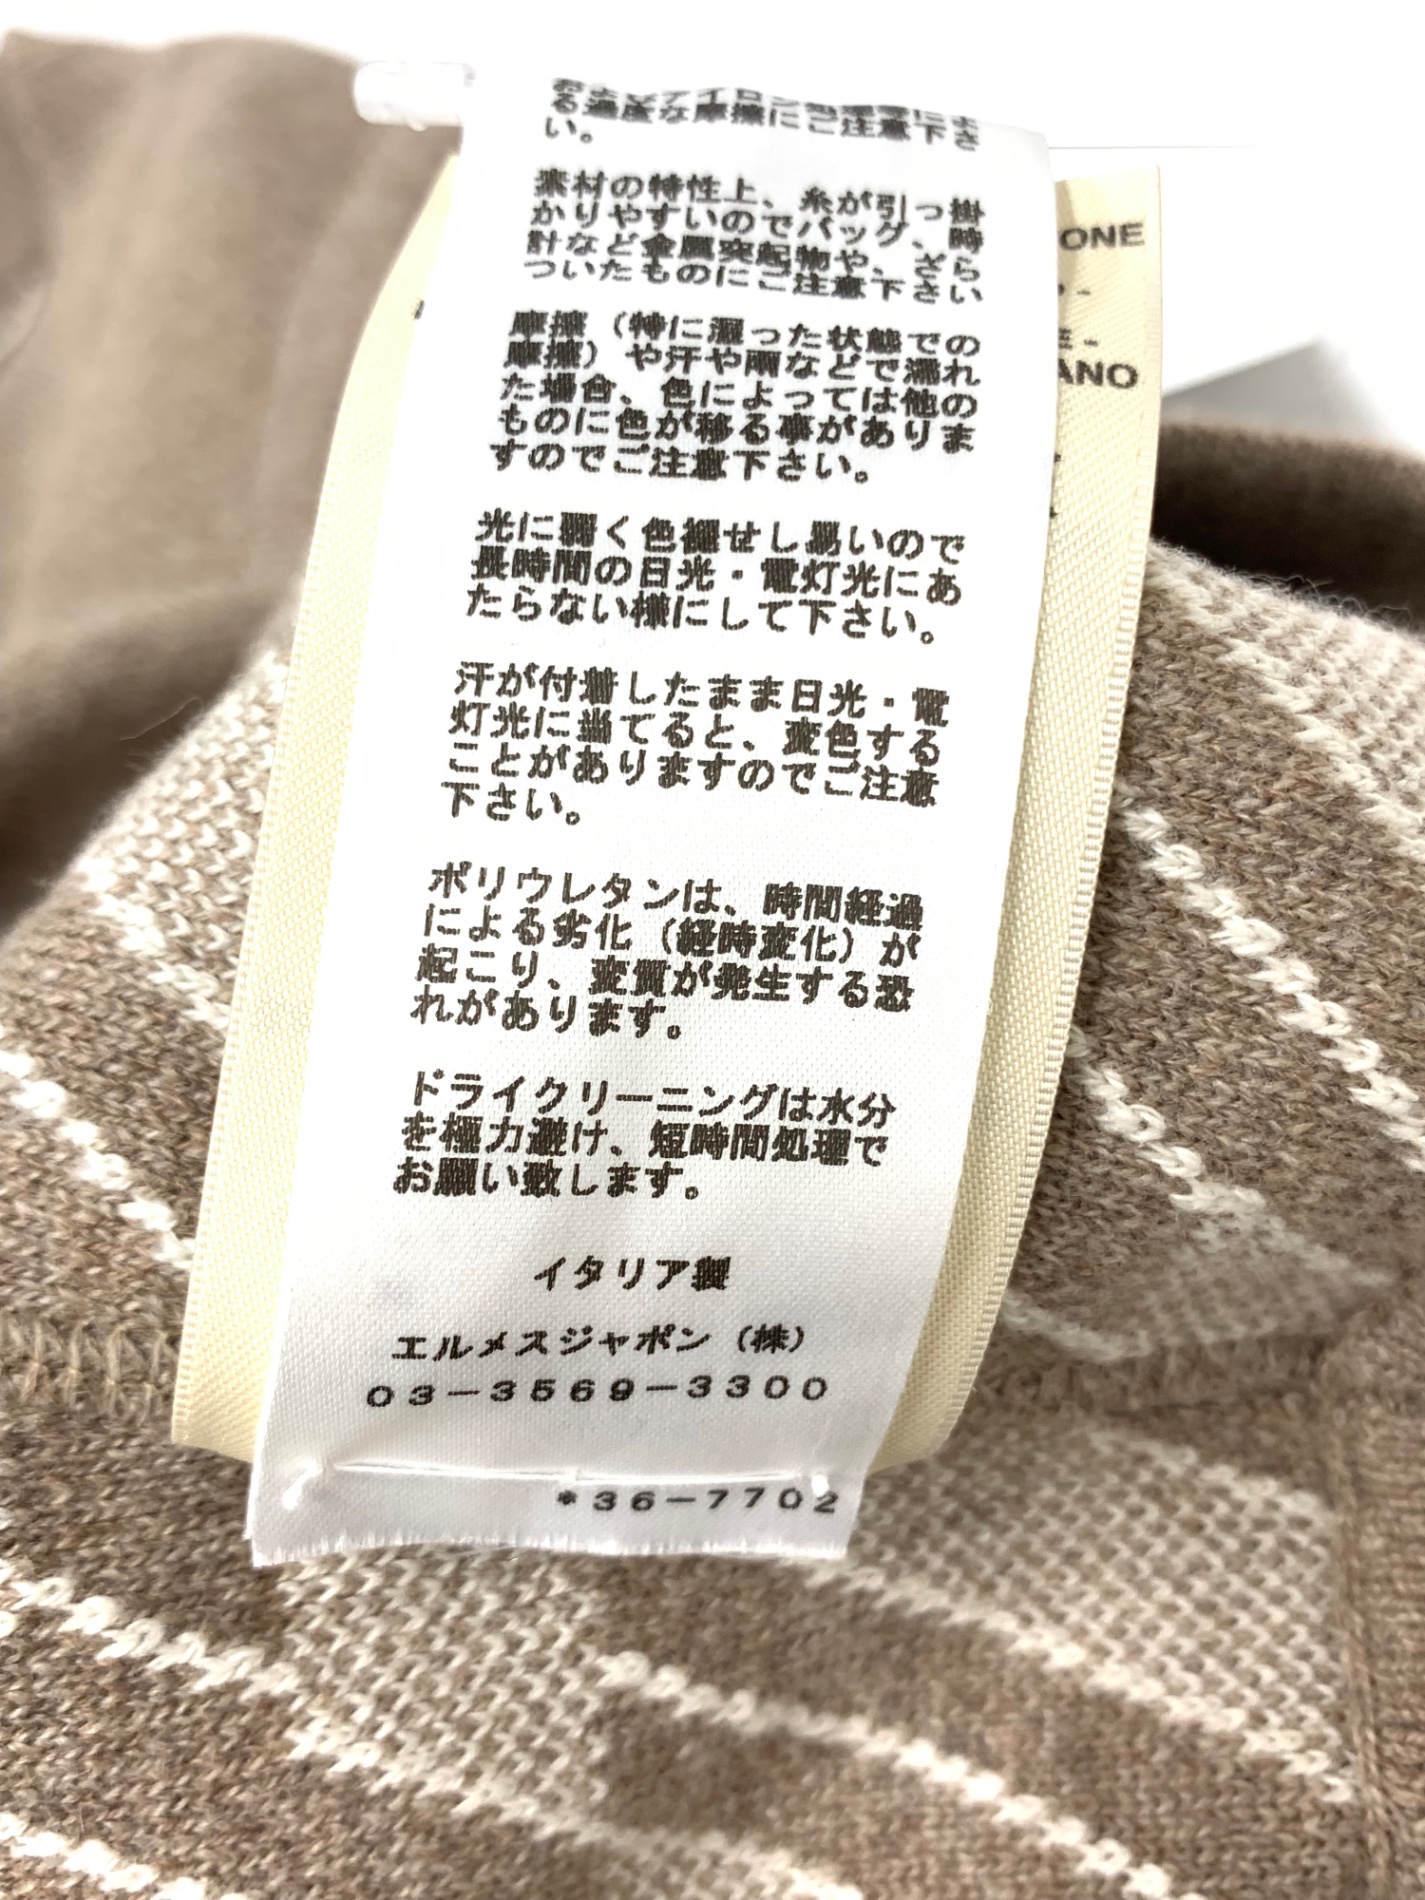 る過度な摩擦にご注意下さ
い。
素材の特性上、糸が引っ掛
かりやすいのでバッグ、時
計など金属突起物や、ざら
ついたものにご注意下さい
摩擦（特に湿った状態での
摩擦）や汗や雨などで濡れ
た場合、色によっては他の
ものに色が移る事がありま
すのでご注意下さい。
光に弱く色褪せし易いので
長時間の日光・電灯光にあ
たらない様にして下さい。
汗が付着したまま日光・電
灯光に当てると、変色する
ことがありますのでご注意
下さい。
ポリウレタンは、時間経過
による劣化（経時変化）が
起こり、変質が発生する恐
れがあります。
ドライクリーニングは水分
を極力避け、短時間処理で
お願い致します。
イタリア製
エルメスジャポン（株）
03-3569-3300
*36-7702
ONE
ANO